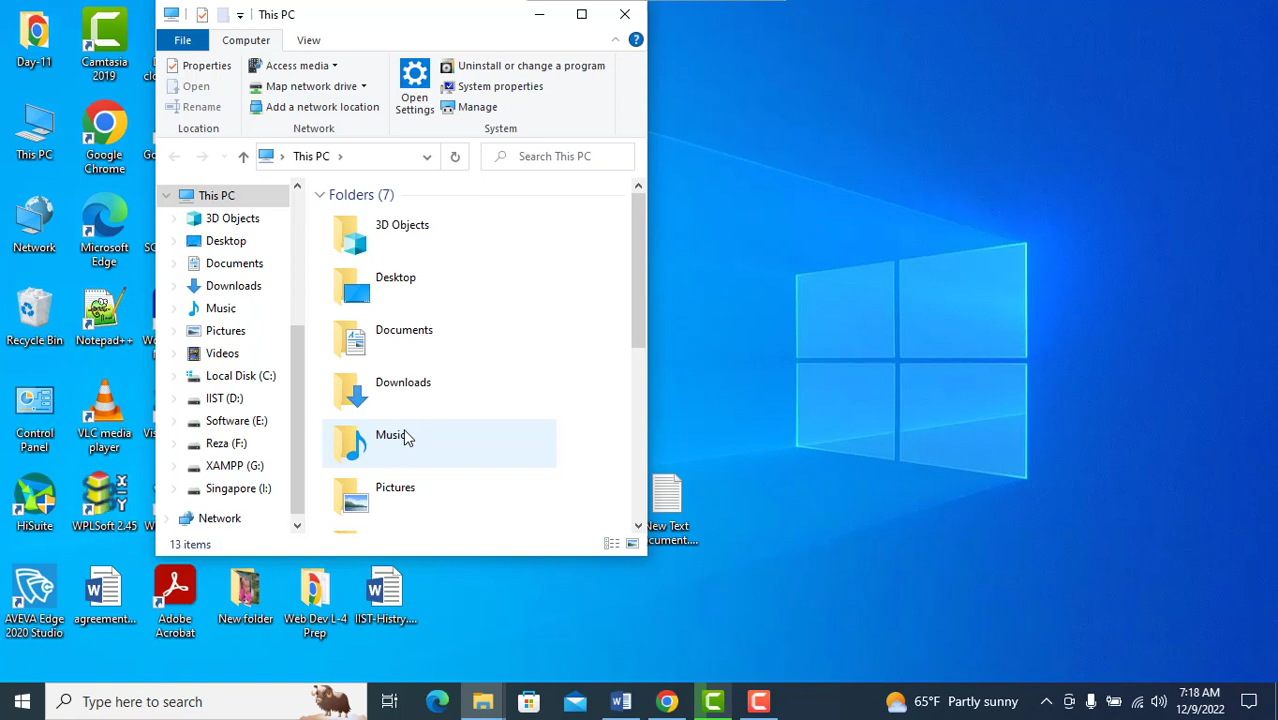 This PC
File
Computer
View
Properties
Open
Rename
Location
Access media
Map network drive
Add a network location
Network
Open
Settings
Uninstall or change a program
System properties
Manage
System
This PC
Search This PC
This PC
3D Objects
Desktop
Documents
Downloads
Music
Pictures
Videos
Local Disk (C:)
IIST (D:)
Software (E:)
Reza (F:)
XAMPP (G:)
Singapore (I:)
Network
Folders (7)
3D Objects
Desktop
Documents
Downloads
Music
Pictures
13 items
Day-11
Camtasia
2019
This PC
Google
Chrome
Network
Microsoft
Edge
Recycle Bin
Notepad++
Control
Panel
VLC media
player
HiSuite
WPLSoft 2.45
AVEVA Edge
2020 Studio
agreement...
Adobe
Acrobat
New folder
Web Dev L-4
Prep
IIST-Histry....
New Text
Document....
Type here to search
65°F Partly sunny
7:18 AM
12/9/2022